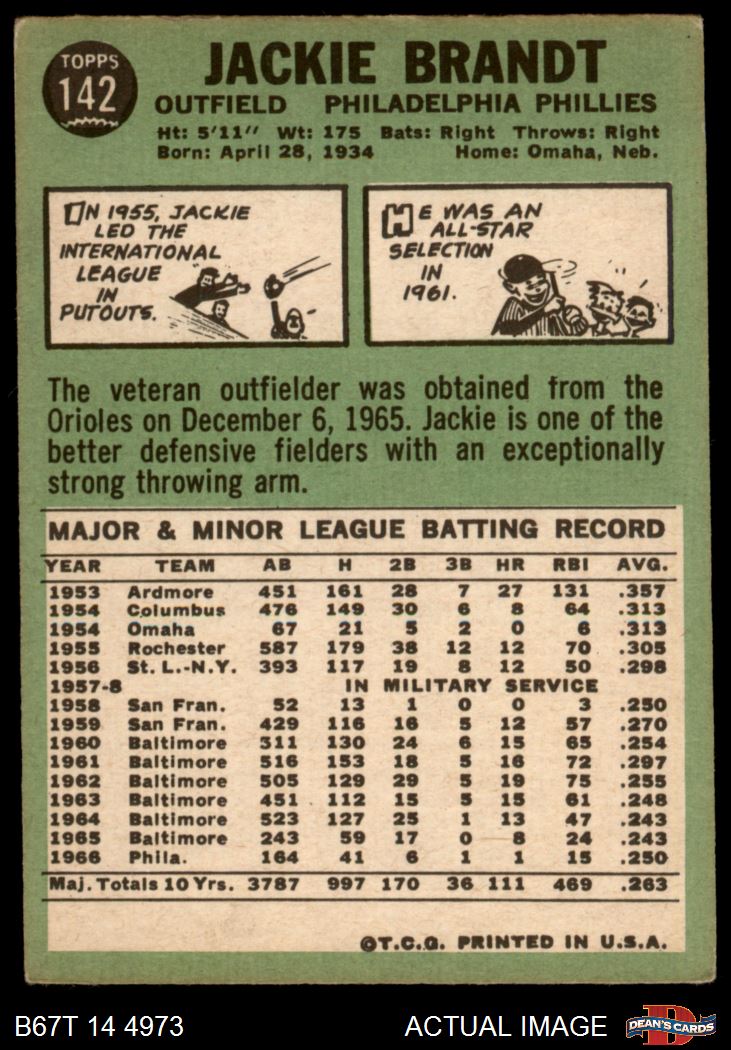 TOPPS
142
JACKIE BRANDT
OUTFIELD PHILADELPHIA PHILLIES
Ht: 5'11" Wt: 175 Bats: Right Throws: Right
Born: April 28, 1934 Home: Omaha, Neb.
IN 1955, JACKIE
LED THE
INTERNATIONAL
LEAGUE
IN
PUTOUTS.
HE WAS AN
ALL-STAR
SELECTION
IN
1961.
The veteran outfielder was obtained from the
Orioles on December 6, 1965. Jackie is one of the
better defensive fielders with an exceptionally
strong throwing arm.
MAJOR & MINOR LEAGUE BATTING RECORD
YEAR TEAM AB H 2B 3B HR RBI AVG.
1953 Ardmore 451 161 28 7 27 131 .357
1954 Columbus 476 149 30 6 8 64 .313
1954 Omaha 67 21 5 2 0 6 .313
1955 Rochester 587 179 38 12 12 70 .305
1956 St. L.-N.Y. 393 117 19 8 12 50 .298
1957-8 IN MILITARY SERVICE
1958 San Fran. 52 13 1 0 0 3 .250
1959 San Fran. 429 116 16 5 12 57 .270
1960 Baltimore 511 130 24 6 15 65 .254
1961 Baltimore 516 153 18 5 16 72 .297
1962 Baltimore 505 129 29 5 19 75 .255
1963 Baltimore 451 112 15 5 15 61 .248
1964 Baltimore 523 127 25 1 13 47 .243
1965 Baltimore 243 59 17 0 8 24 .243
1966 Phila. 164 41 6 1 1 15 .250
Maj. Totals 10 Yrs. 3787 997 170 36 111 469 .263
©T.C.G. PRINTED IN U.S.A.
B67T 14 4973 ACTUAL IMAGE
D
DEAN'S CARDS